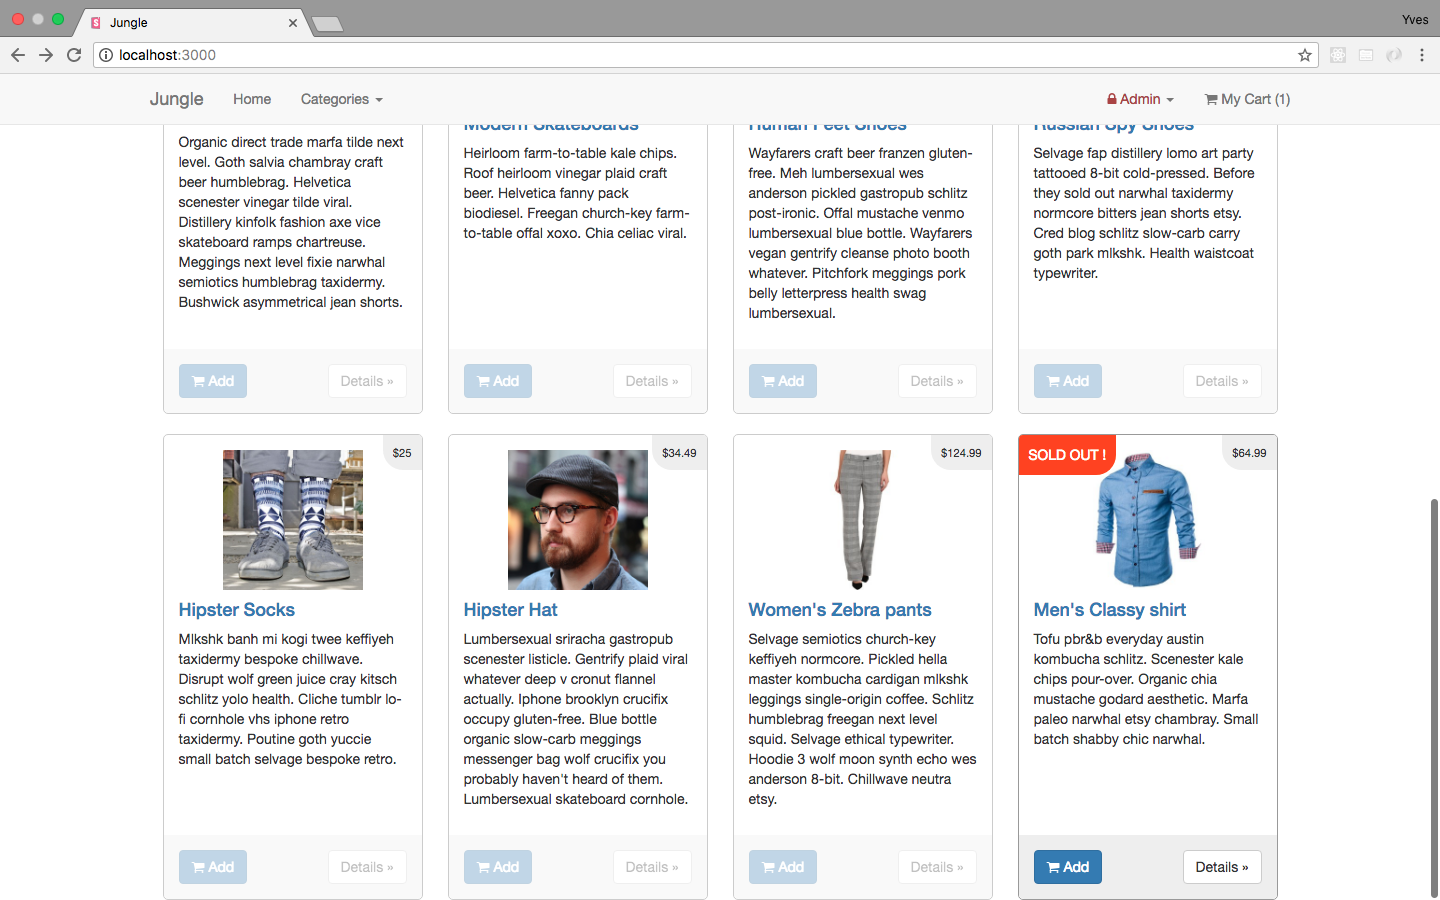 Jungle
Yves
localhost:3000
Jungle
Home
Categories
Admin
My Cart (1)
Organic direct trade marfa tilde next
level. Goth salvia chambray craft
beer humblebrag. Helvetica
scenester vinegar tilde viral.
Distillery kinfolk fashion axe vice
skateboard ramps chartreuse.
Meggings next level fixie narwhal
semiotics humblebrag taxidermy.
Bushwick asymmetrical jean shorts.
Add
Details »
Modern Skateboards
Heirloom farm-to-table kale chips.
Roof heirloom vinegar plaid craft
beer. Helvetica fanny pack
biodiesel. Freegan church-key farm-
to-table offal xoxo. Chia celiac viral.
Add
Details »
Human Feet Shoes
Wayfarers craft beer franzen gluten-
free. Meh lumbersexual wes
anderson pickled gastropub schlitz
post-ironic. Offal mustache venmo
lumbersexual blue bottle. Wayfarers
vegan gentrify cleanse photo booth
whatever. Pitchfork meggings pork
belly letterpress health swag
lumbersexual.
Add
Details »
Russian Spy Shoes
Selvage fap distillery lomo art party
tattooed 8-bit cold-pressed. Before
they sold out narwhal taxidermy
normcore bitters jean shorts etsy.
Cred blog schlitz slow-carb carry
goth park mlkshk. Health waistcoat
typewriter.
Add
Details »
$25
Hipster Socks
Mlkshk banh mi kogi twee keffiyeh
taxidermy bespoke chillwave.
Disrupt wolf green juice cray kitsch
schlitz yolo health. Cliche tumblr lo-
fi cornhole vhs iphone retro
taxidermy. Poutine goth yuccie
small batch selvage bespoke retro.
Add
Details »
$34.49
Hipster Hat
Lumbersexual sriracha gastropub
scenester listicle. Gentrify plaid viral
whatever deep v cronut flannel
actually. Iphone brooklyn crucifix
occupy gluten-free. Blue bottle
organic slow-carb meggings
messenger bag wolf crucifix you
probably haven't heard of them.
Lumbersexual skateboard cornhole.
Add
Details »
$124.99
Women's Zebra pants
Selvage semiotics church-key
keffiyeh normcore. Pickled hella
master kombucha cardigan mlkshk
leggings single-origin coffee. Schlitz
humblebrag freegan next level
squid. Selvage ethical typewriter.
Hoodie 3 wolf moon synth echo wes
anderson 8-bit. Chillwave neutra
etsy.
Add
Details »
SOLD OUT !
$64.99
Men's Classy shirt
Tofu pbr&b everyday austin
kombucha schlitz. Scenester kale
chips pour-over. Organic chia
mustache godard aesthetic. Marfa
paleo narwhal etsy chambray. Small
batch shabby chic narwhal.
Add
Details »